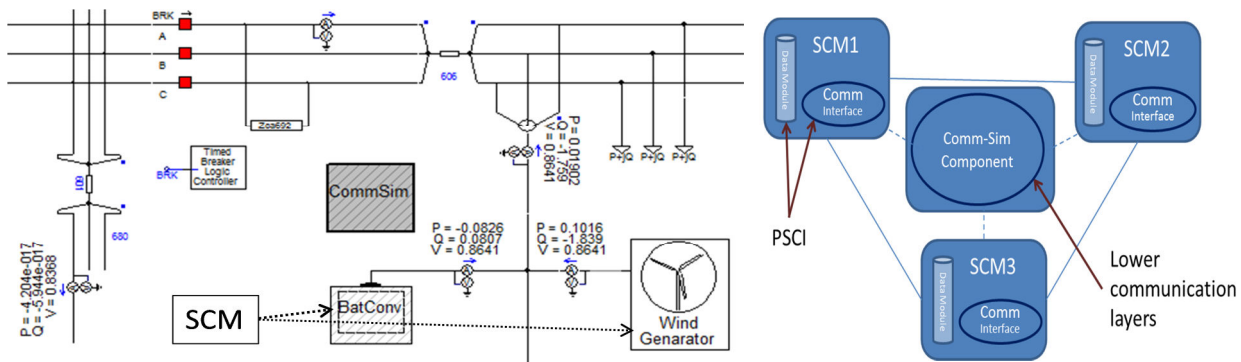 BRK
A
B
C
A
V
606
Zoa692
Timed
Breaker
Logic
Controller
BRK
601
680
P = -4.204e-017
Q = -5.944e-017
V = 0.8368
CommSim
P = 0.01902
Q = -1.759
V = 0.8641
P+jQ
P+jQ
P+jQ
P = -0.0826
Q = 0.0807
V = 0.8641
P = 0.1016
Q = -1.839
V = 0.8641
A
V
A
V
SCM
BatConv
Wind
Genarator
SCM1
Data Module
Comm
Interface
SCM2
Data Module
Comm
Interface
Comm-Sim
Component
PSCI
SCM3
Data Module
Comm
Interface
Lower
communication
layers